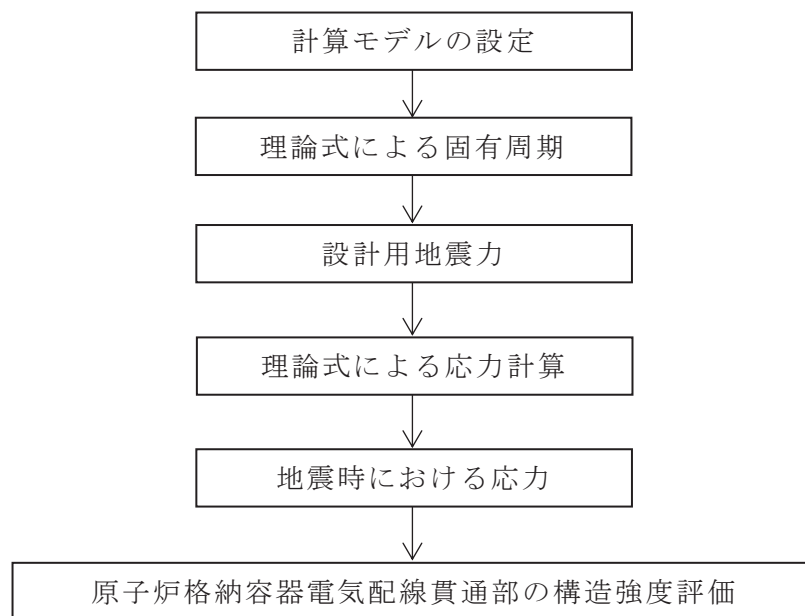 計算モデルの設定
理論式による固有周期
設計用地震力
理論式による応力計算
地震時における応力
原子炉格納容器電気配線貫通部の構造強度評価